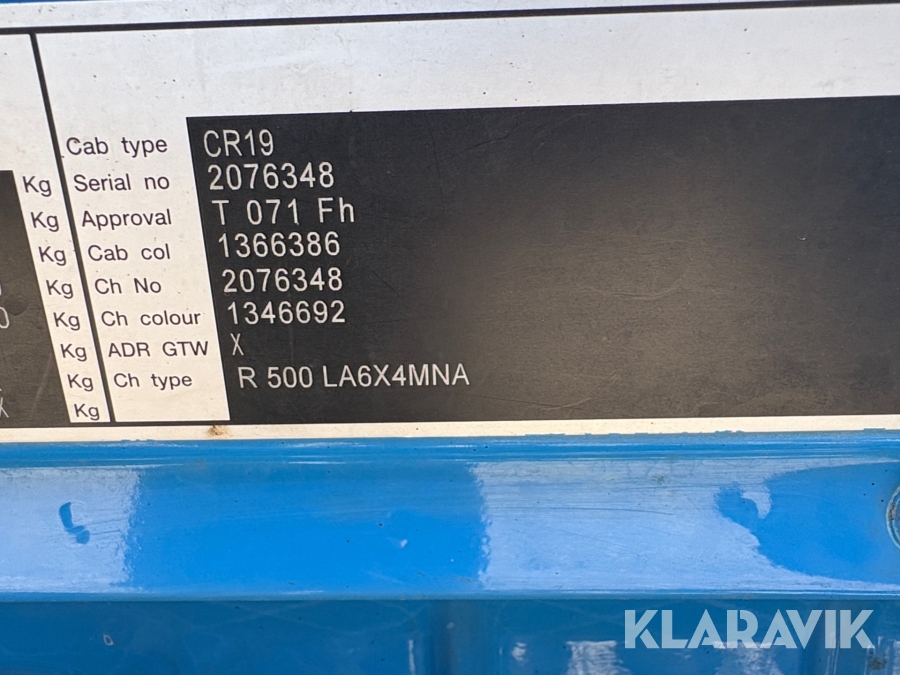 Cab type CR19
Kg Serial no 2076348
Kg Approval T 071 Fh
Kg Cab col 1366386
Kg Ch No 2076348
0 Kg Ch colour 1346692
Kg ADR GTW X
Kg Ch type R 500 LA6X4MNA
X Kg
KLARAVIK